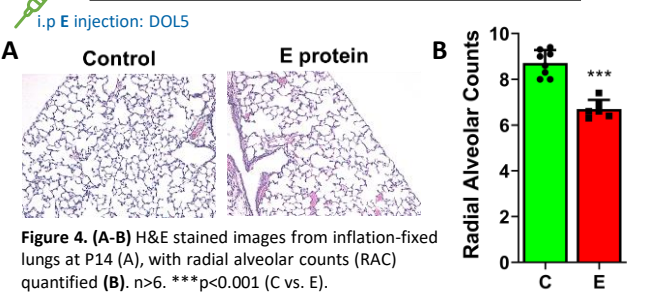 i.p E injection: DOL5
A
Control
E protein
Figure 4. (A-B) H&E stained images from inflation-fixed
lungs at P14 (A), with radial alveolar counts (RAC)
quantified (B). n>6. ***p<0.001 (C vs. E).
B
Radial Alveolar Counts
10
8
6
4
2
0
***
C
E